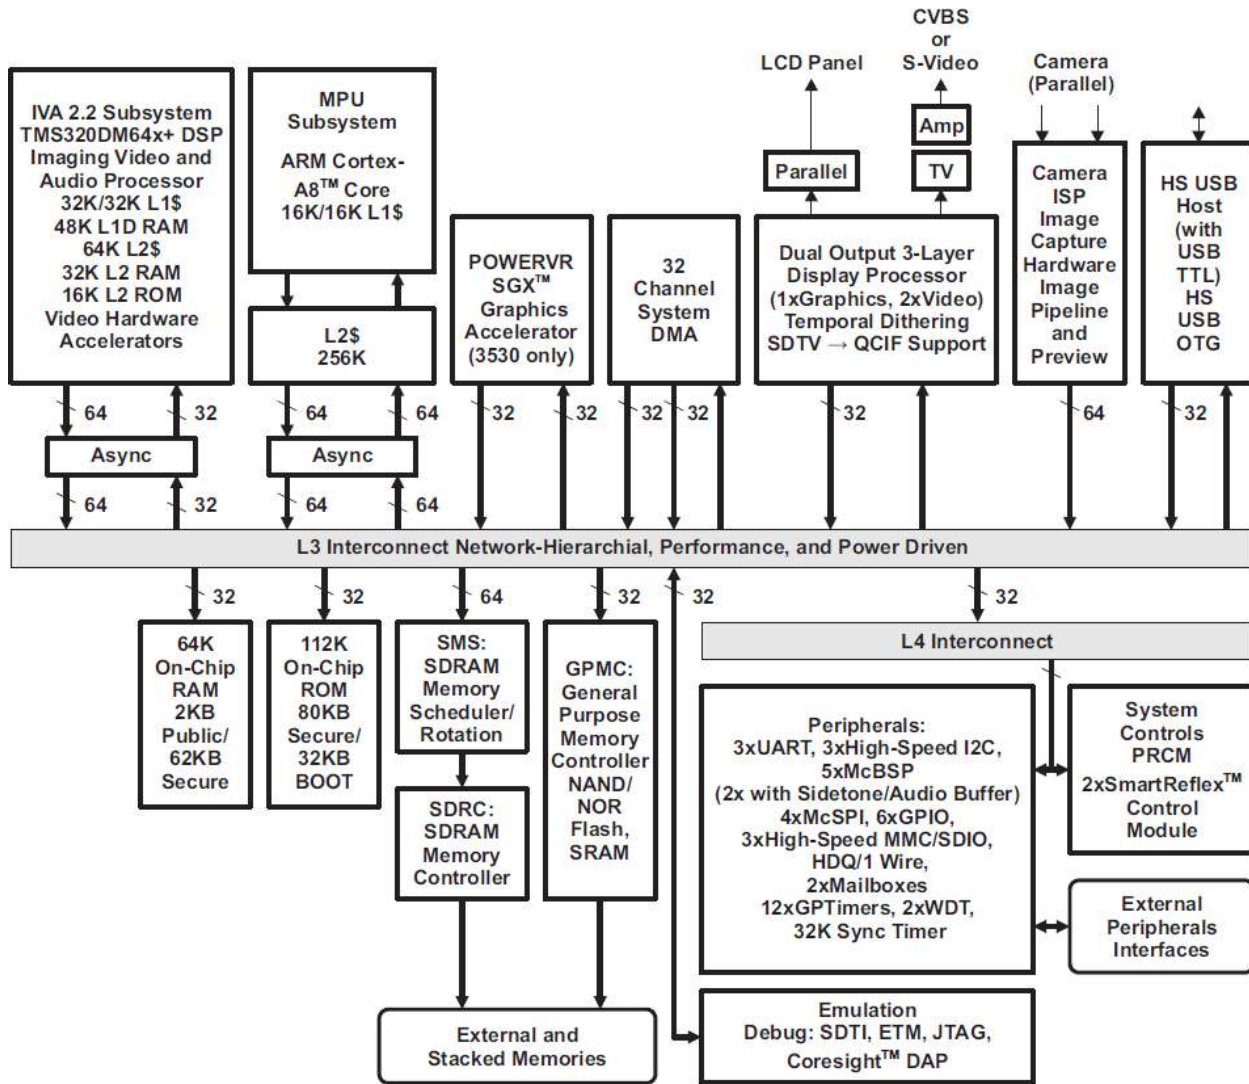 CVBS
or
S-Video
LCD Panel
Camera
(Parallel)
IVA 2.2 Subsystem
TMS320DM64x+ DSP
Imaging Video and
Audio Processor
32K/32K L1$
48K L1D RAM
64K L2$
32K L2 RAM
16K L2 ROM
Video Hardware
Accelerators
MPU
Subsystem
ARM Cortex-
A8™ Core
16K/16K L1$
L2$
256K
POWERVR
SGX™
Graphics
Accelerator
(3530 only)
32
Channel
System
DMA
Parallel
Amp
TV
Dual Output 3-Layer
Display Processor
(1xGraphics, 2xVideo)
Temporal Dithering
SDTV → QCIF Support
Camera
ISP
Image
Capture
Hardware
Image
Pipeline
and
Preview
HS USB
Host
(with
USB
TTL)
HS
USB
OTG
64
32
64
64
32
32
32
32
32
64
32
Async
Async
64
32
64
64
L3 Interconnect Network-Hierarchial, Performance, and Power Driven
32
32
64
32
32
32
64K
On-Chip
RAM
2KB
Public/
62KB
Secure
112K
On-Chip
ROM
80KB
Secure/
32KB
BOOT
SMS:
SDRAM
Memory
Scheduler/
Rotation
SDRC:
SDRAM
Memory
Controller
GPMC:
General
Purpose
Memory
Controller
NAND/
NOR
Flash,
SRAM
L4 Interconnect
Peripherals:
3xUART, 3xHigh-Speed I2C,
5xMcBSP
(2x with Sidetone/Audio Buffer)
4xMcSPI, 6xGPIO,
3xHigh-Speed MMC/SDIO,
HDQ/1 Wire,
2xMailboxes
12xGPTimers, 2xWDT,
32K Sync Timer
System
Controls
PRCM
2xSmartReflex™
Control
Module
External
Peripherals
Interfaces
External and
Stacked Memories
Emulation
Debug: SDTI, ETM, JTAG,
Coresight™ DAP